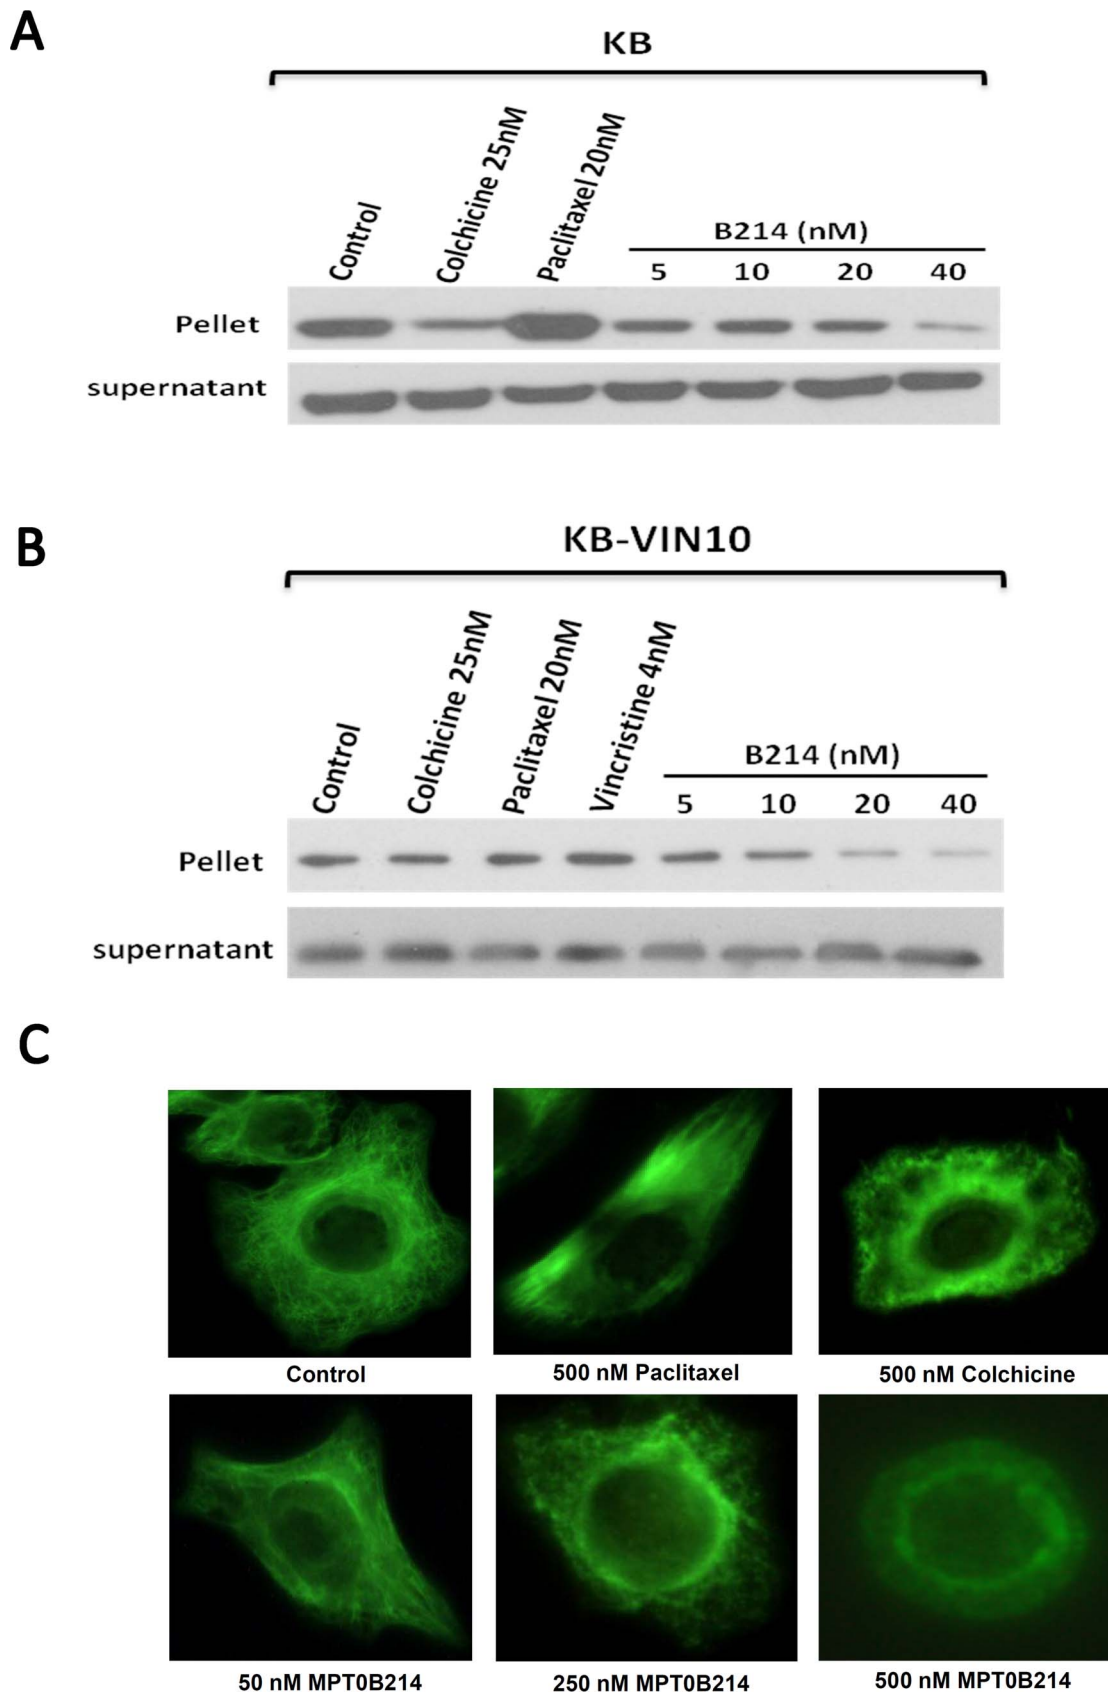 A
KB
Control
Colchicine 25nM
Paclitaxel 20nM
B214 (nM)
5 10 20 40
Pellet
supernatant
B
KB-VIN10
Control
Colchicine 25nM
Paclitaxel 20nM
Vincristine 4nM
B214 (nM)
5 10 20 40
Pellet
supernatant
C
Control
500 nM Paclitaxel
500 nM Colchicine
50 nM MPT0B214
250 nM MPT0B214
500 nM MPT0B214